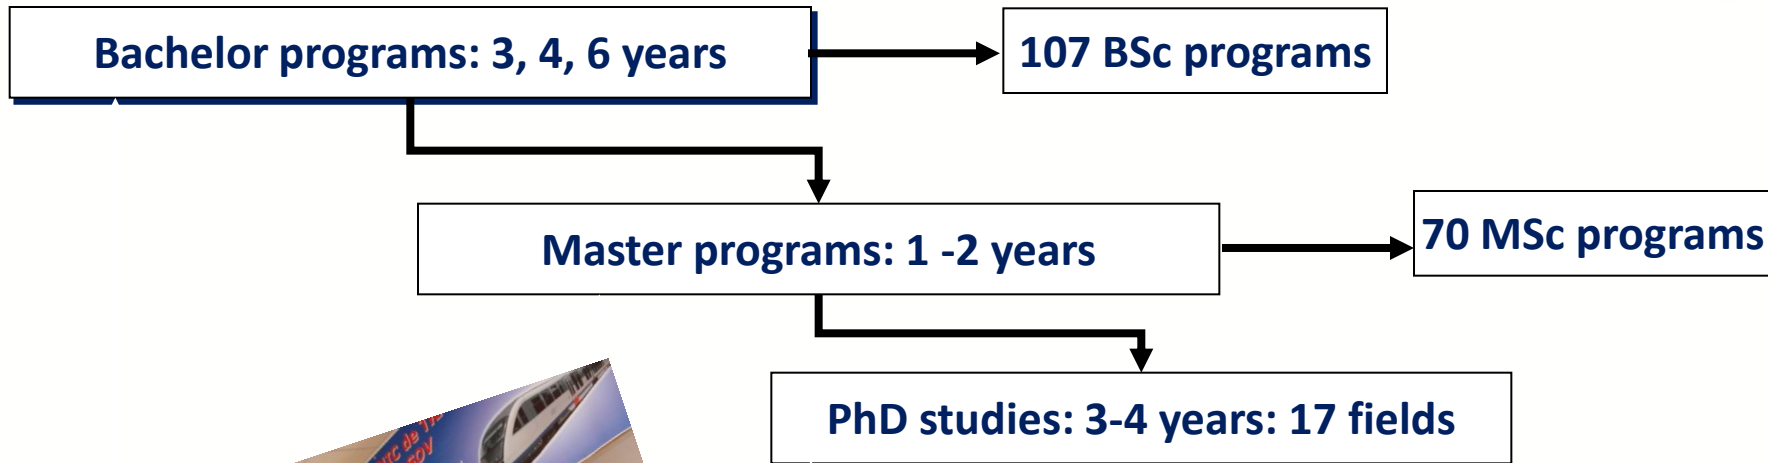 Bachelor programs: 3, 4, 6 years
107 BSc programs
Master programs: 1 -2 years
70 MSc programs
PhD studies: 3-4 years: 17 fields
de